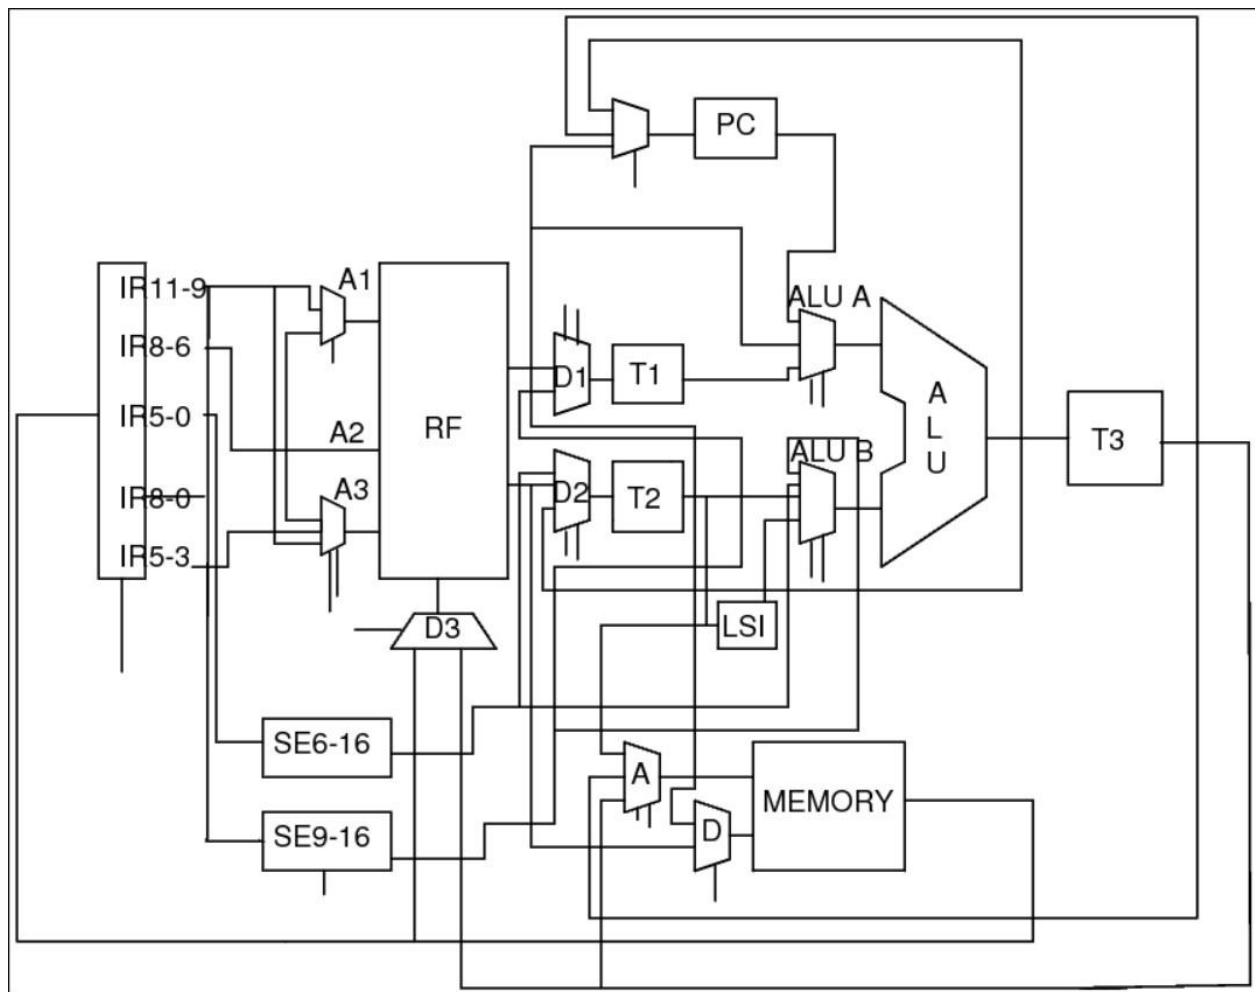 PC
IR11-9
A1
ALU A
IR8-6
D1
T1
A
L
U
IR5-0
A2
RF
T3
ALU B
IR8-0
A3
D2
T2
IR5-3
D3
LSI
SE6-16
A
MEMORY
SE9-16
D